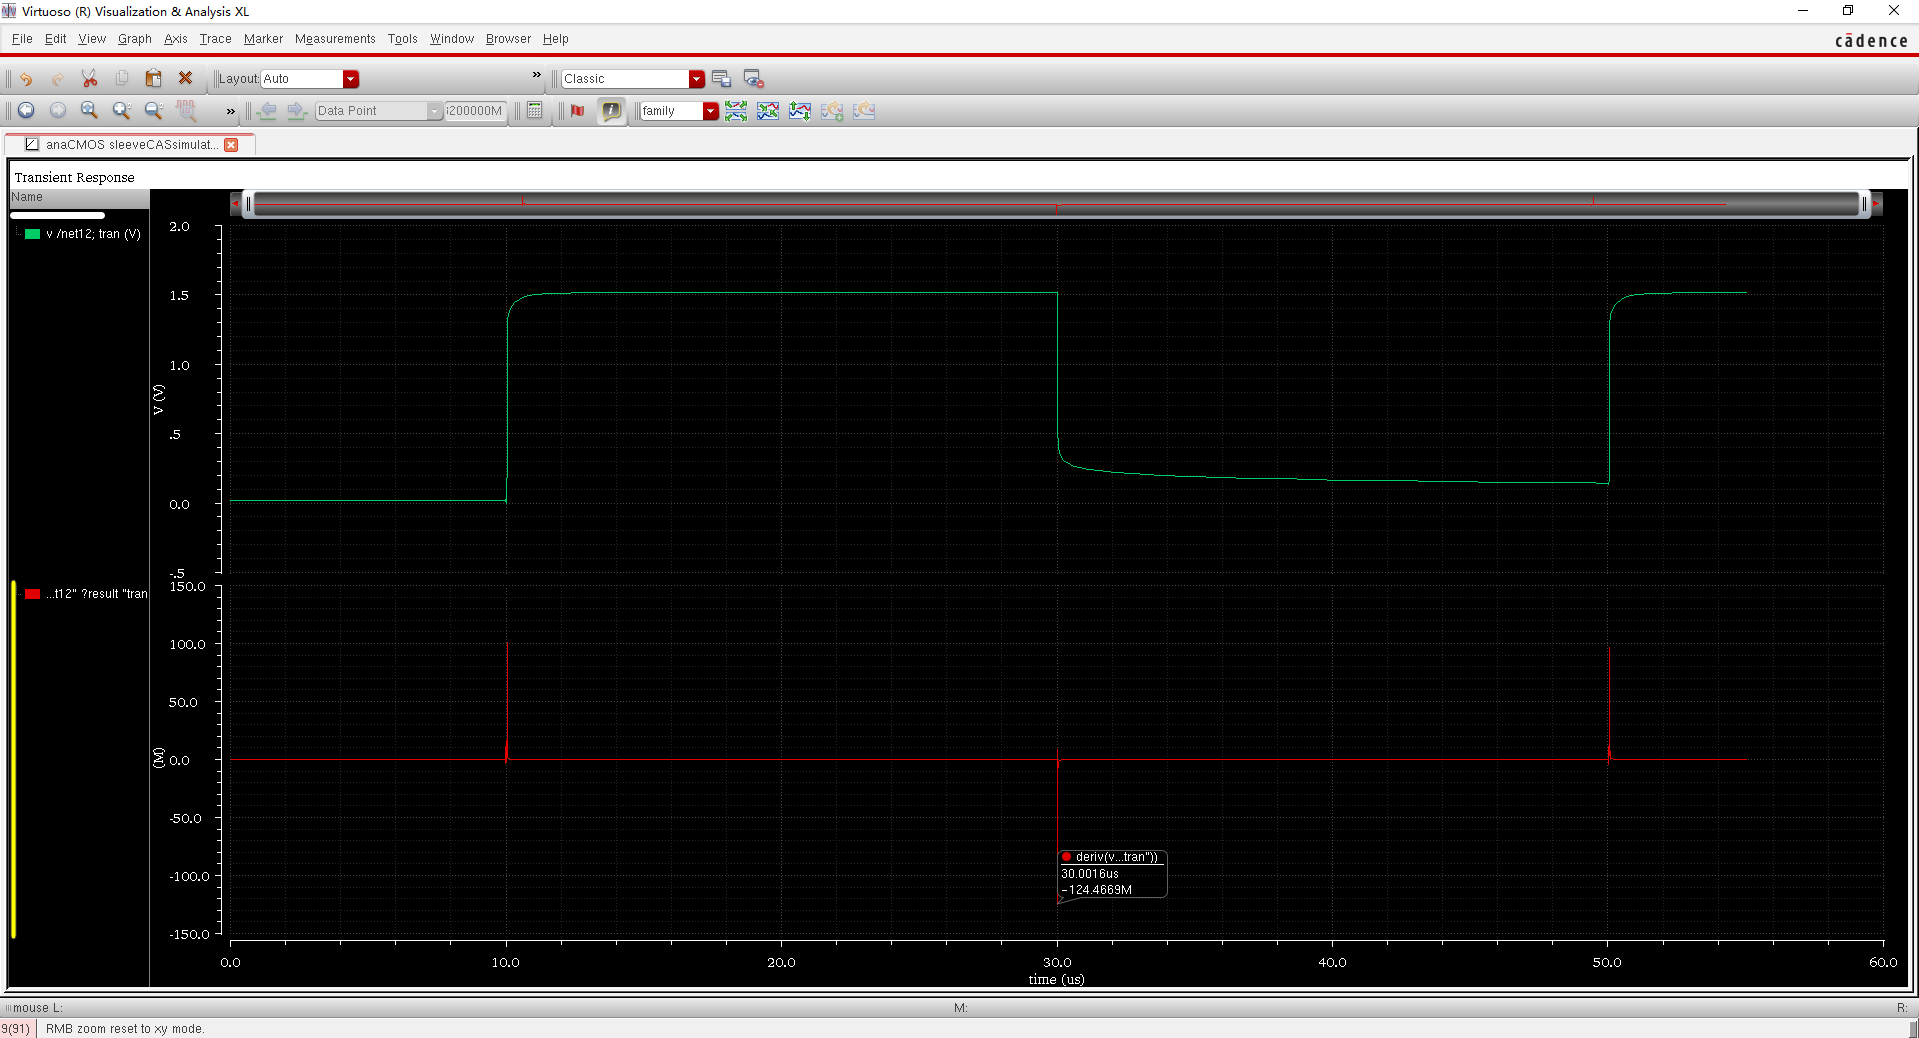 Virtuoso (R) Visualization & Analysis XL
File Edit View Graph Axis Trace Marker Measurements Tools Window Browser Help
cādence
Layout: Auto » Classic
» Data Point i200000M family
anaCMOS sleeveCASsimulat...
Transient Response
Name
v /net12; tran (V)
2.0
1.5
1.0
.5
0.0
-.5
V (V)
...t12" ?result "tran
150.0
100.0
50.0
0.0
-50.0
-100.0
-150.0
(M)
deriv(v...tran"))
30.0016us
-124.4669M
0.0 10.0 20.0 30.0 40.0 50.0 60.0
time (us)
mouse L: M: R:
9(91) RMB zoom reset to xy mode.